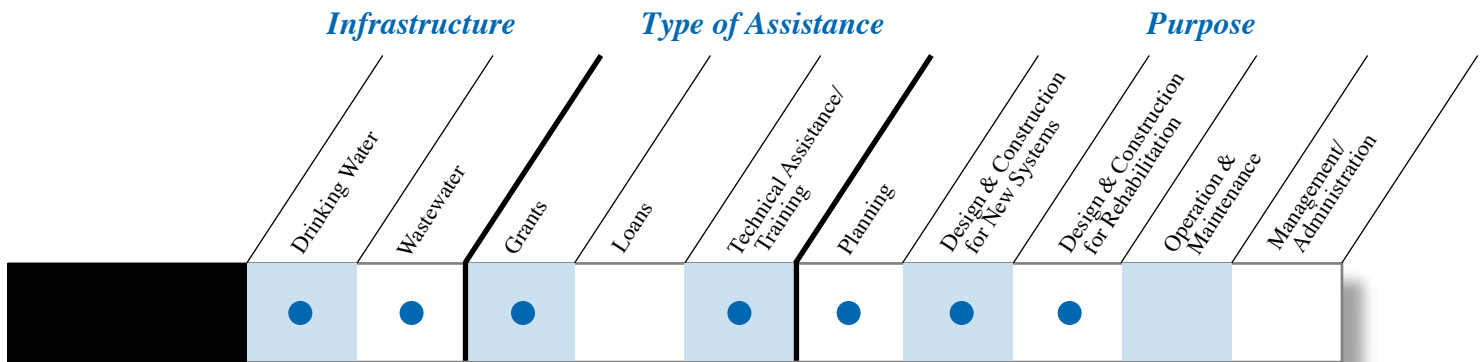 Infrastructure
Type of Assistance
Purpose
Drinking Water
Wastewater
Grants
Loans
Technical Assistance/
Training
Planning
Design & Construction
for New Systems
Design & Construction
for Rehabilitation
Operation &
Maintenance
Management/
Administration